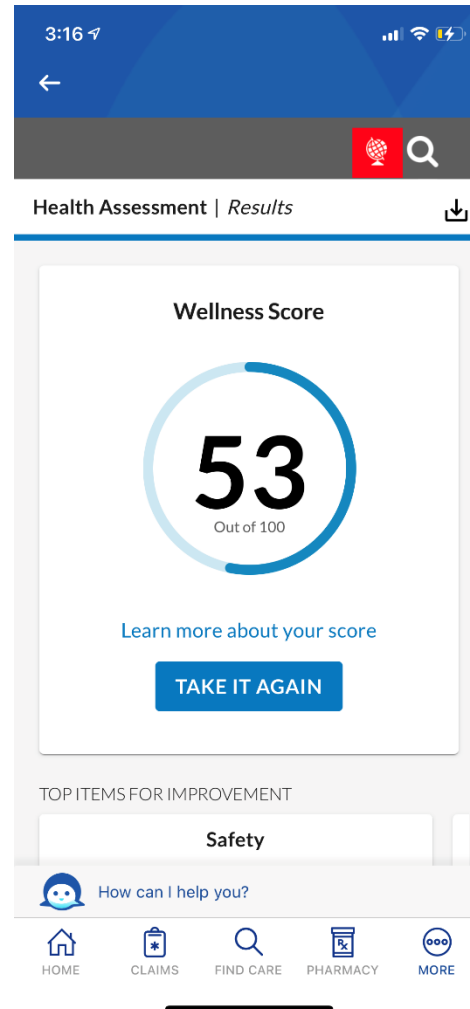 3:16
Health Assessment | Results
Wellness Score
53
Out of 100
Learn more about your score
TAKE IT AGAIN
TOP ITEMS FOR IMPROVEMENT
Safety
How can I help you?
Rx
HOME CLAIMS FIND CARE PHARMACY MORE